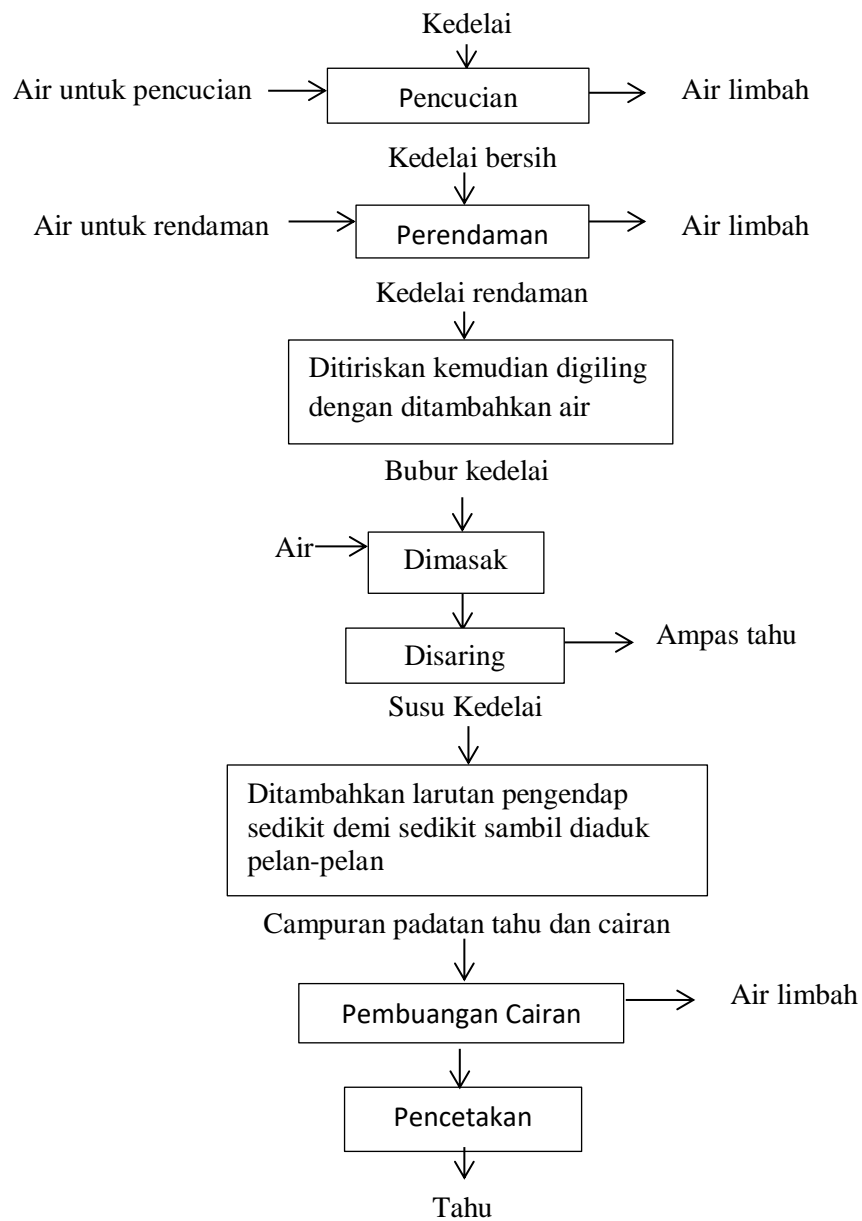 Kedelai
Air untuk pencucian
Pencucian
Air limbah
Kedelai bersih
Air untuk rendaman
Perendaman
Air limbah
Kedelai rendaman
Ditiriskan kemudian digiling
dengan ditambahkan air
Bubur kedelai
Air
Dimasak
Disaring
Ampas tahu
Susu Kedelai
Ditambahkan larutan pengendap
sedikit demi sedikit sambil diaduk
pelan-pelan
Campuran padatan tahu dan cairan
Pembuangan Cairan
Air limbah
Pencetakan
Tahu